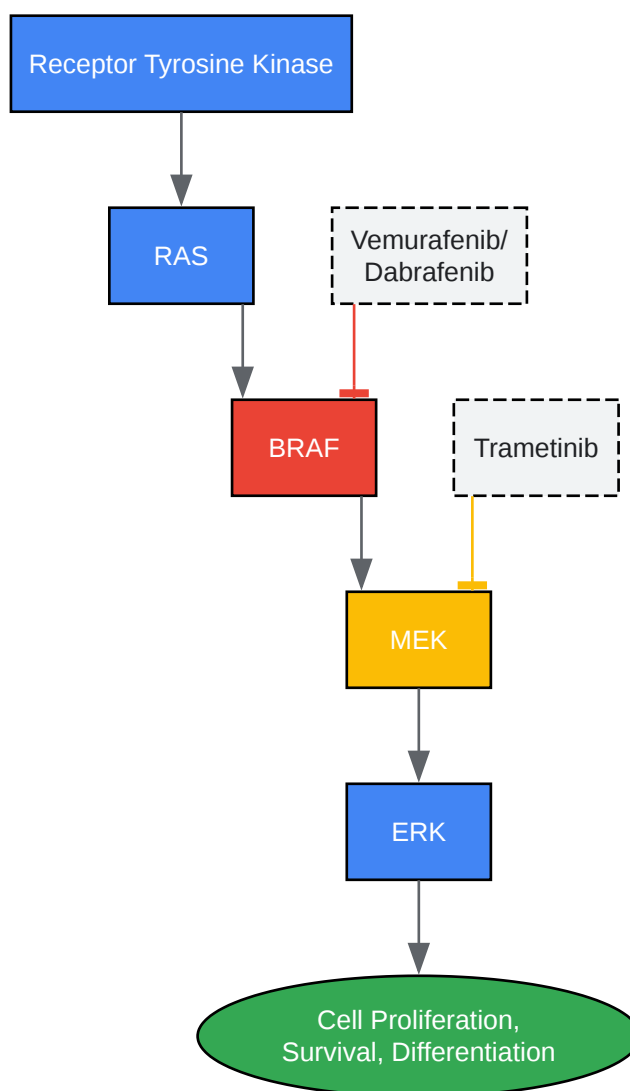 Receptor Tyrosine Kinase
RAS
Vemurafenib/
Dabrafenib
BRAF
Trametinib
MEK
ERK
Cell Proliferation,
Survival, Differentiation